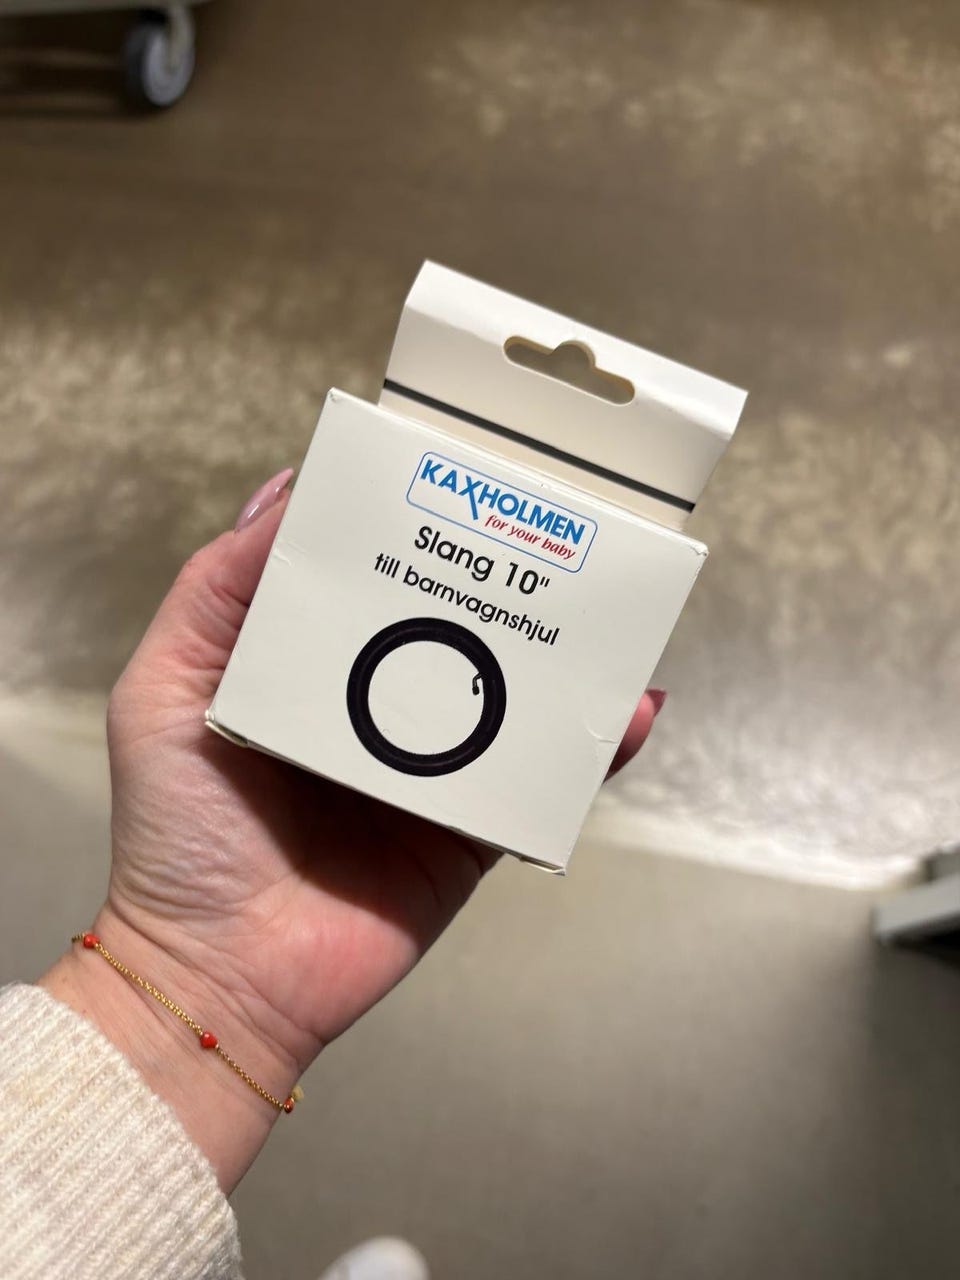 KAXHOLMEN
for your baby
Slang 10"
till barnvagnshjul